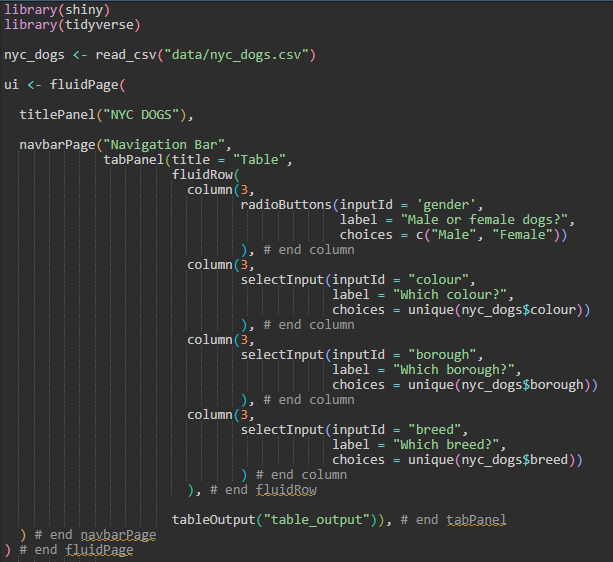 library(shiny)
library(tidyverse)

nyc_dogs <- read_csv("data/nyc_dogs.csv")

ui <- fluidPage(

  titlePanel("NYC DOGS"),

  navbarPage("Navigation Bar",
             tabPanel(title = "Table",
                      fluidRow(
                        column(3,
                               radioButtons(inputId = 'gender',
                                            label = "Male or female dogs?",
                                            choices = c("Male", "Female"))
                               ), # end column
                        column(3,
                               selectInput(inputId = "colour",
                                           label = "Which colour?",
                                           choices = unique(nyc_dogs$colour))
                               ), # end column
                        column(3,
                               selectInput(inputId = "borough",
                                           label = "Which borough?",
                                           choices = unique(nyc_dogs$borough))
                               ), # end column
                        column(3,
                               selectInput(inputId = "breed",
                                           label = "Which breed?",
                                           choices = unique(nyc_dogs$breed))
                               ) # end column
                        ), # end fluidRow

                      tableOutput("table_output")), # end tabPanel
  ) # end navbarPage
) # end fluidPage